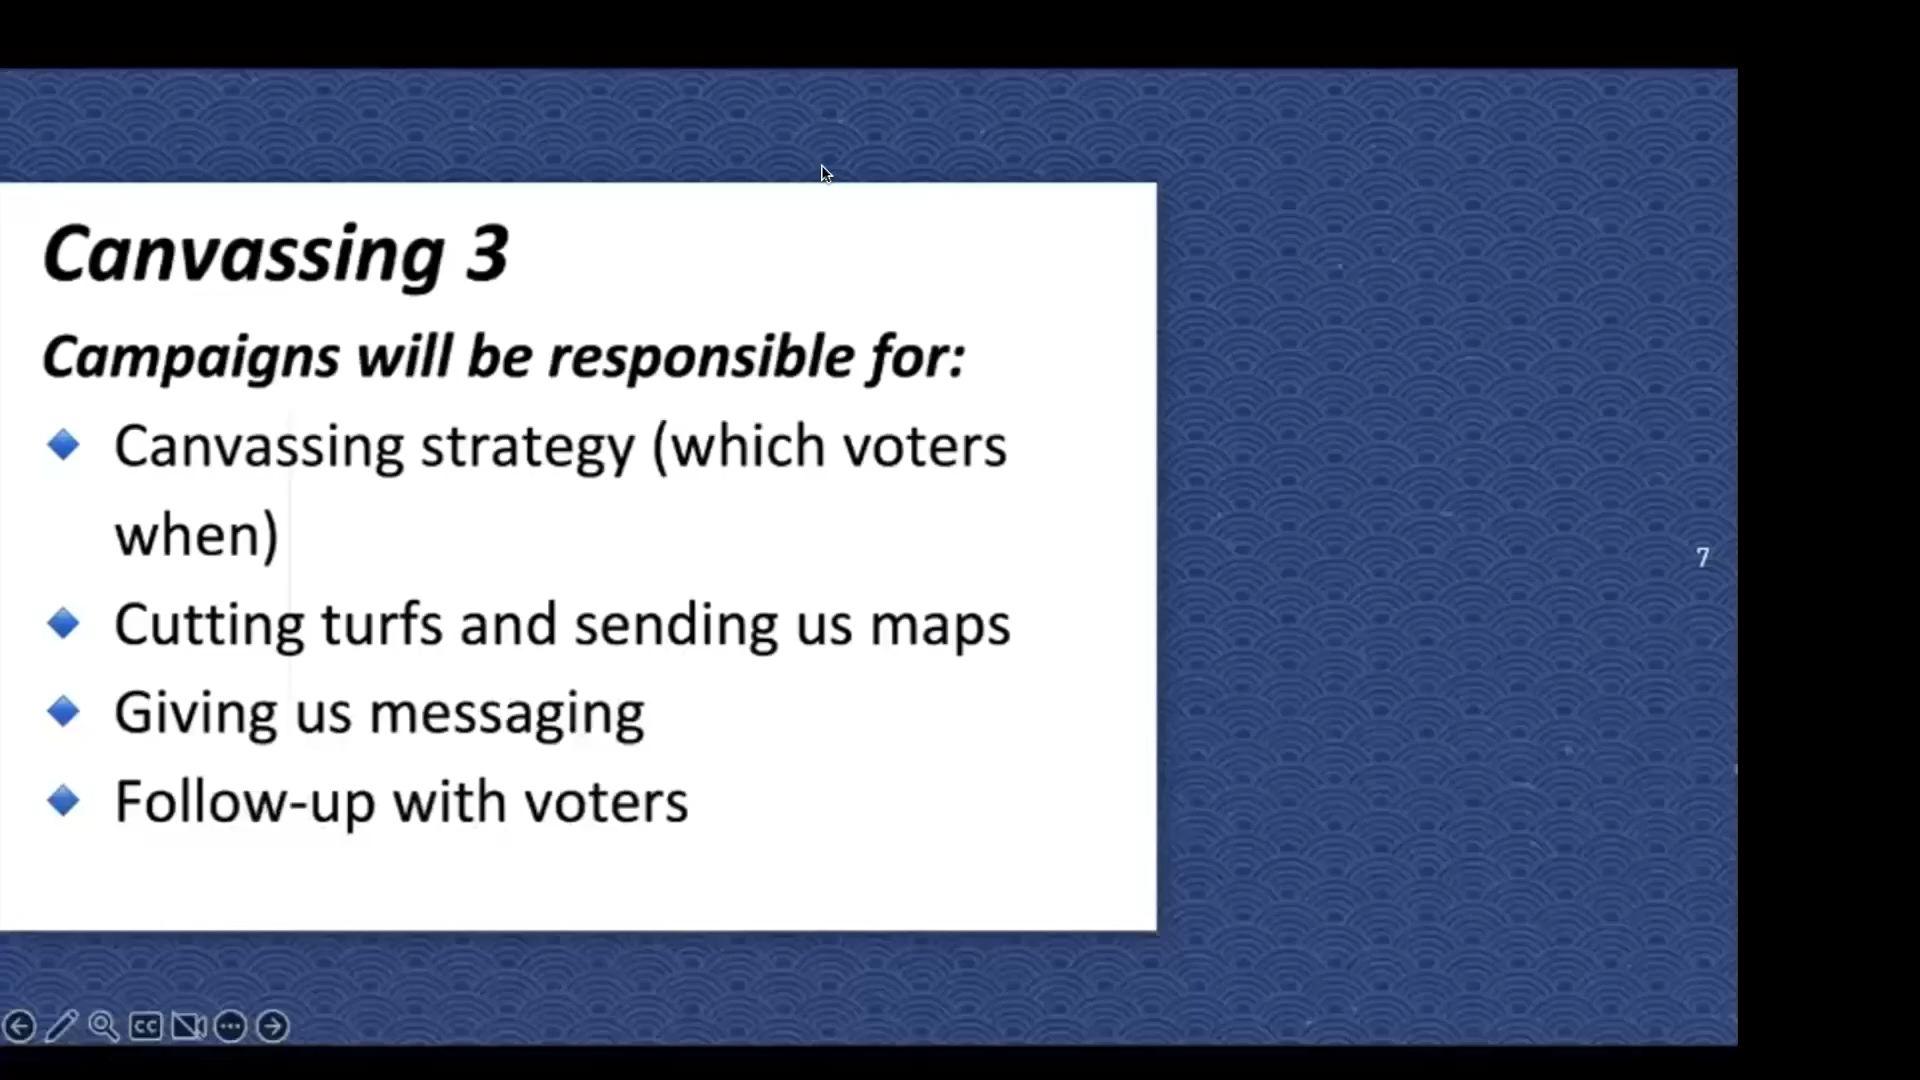 Canvassing 3
Campaigns will be responsible for:
Canvassing strategy (which voters
when)
Cutting turfs and sending us maps
Giving us messaging
Follow-up with voters
7
CC